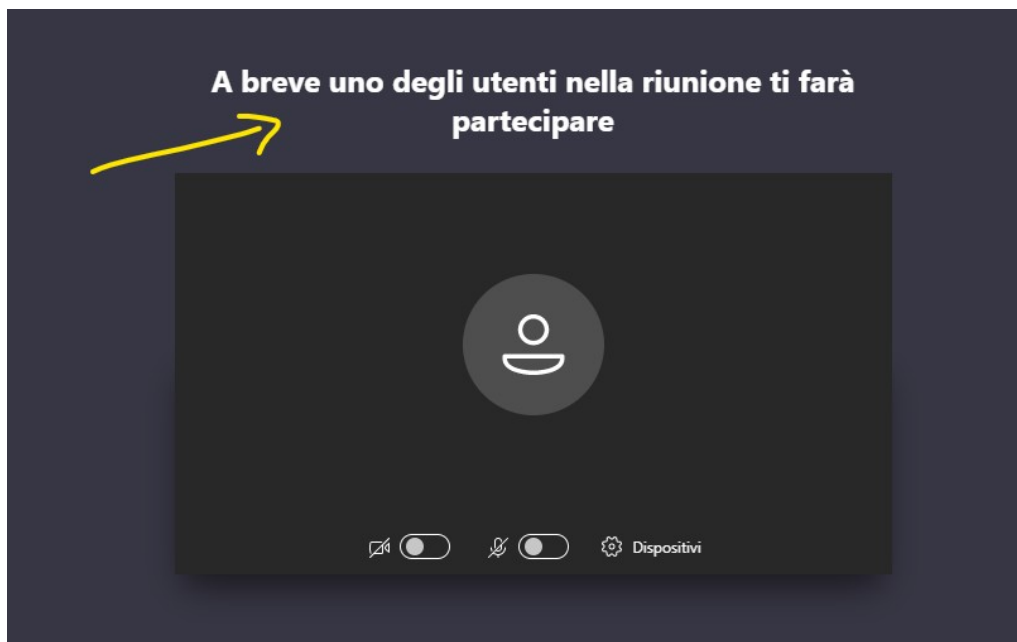 A breve uno degli utenti nella riunione ti farà
partecipare
Dispositivi